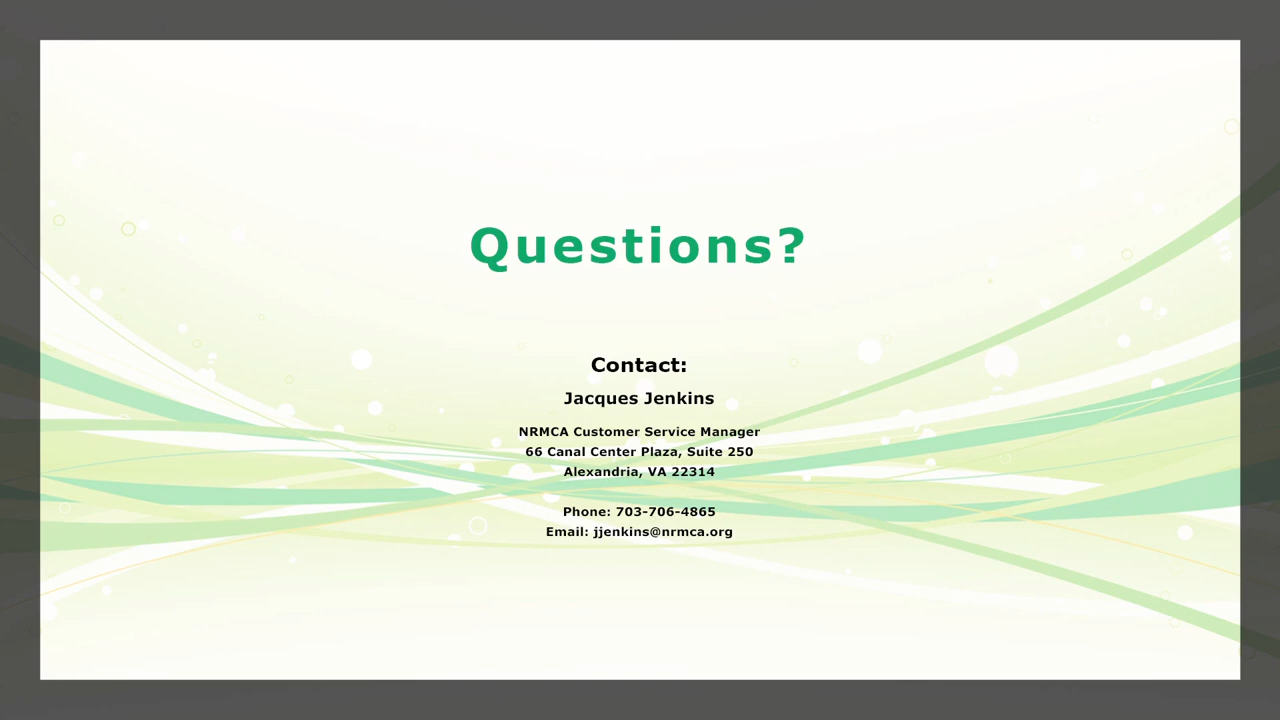 Questions?
Contact:
Jacques Jenkins
NRMCA Customer Service Manager
66 Canal Center Plaza, Suite 250
Alexandria, VA 22314
Phone: 703-706-4865
Email: jjenkins@nrmca.org